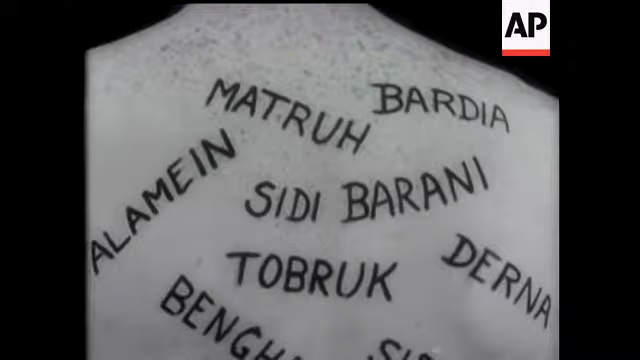 AP
MATRUH
BARDIA
ALAMEIN
SIDI BARANI
TOBRUK
DERNA